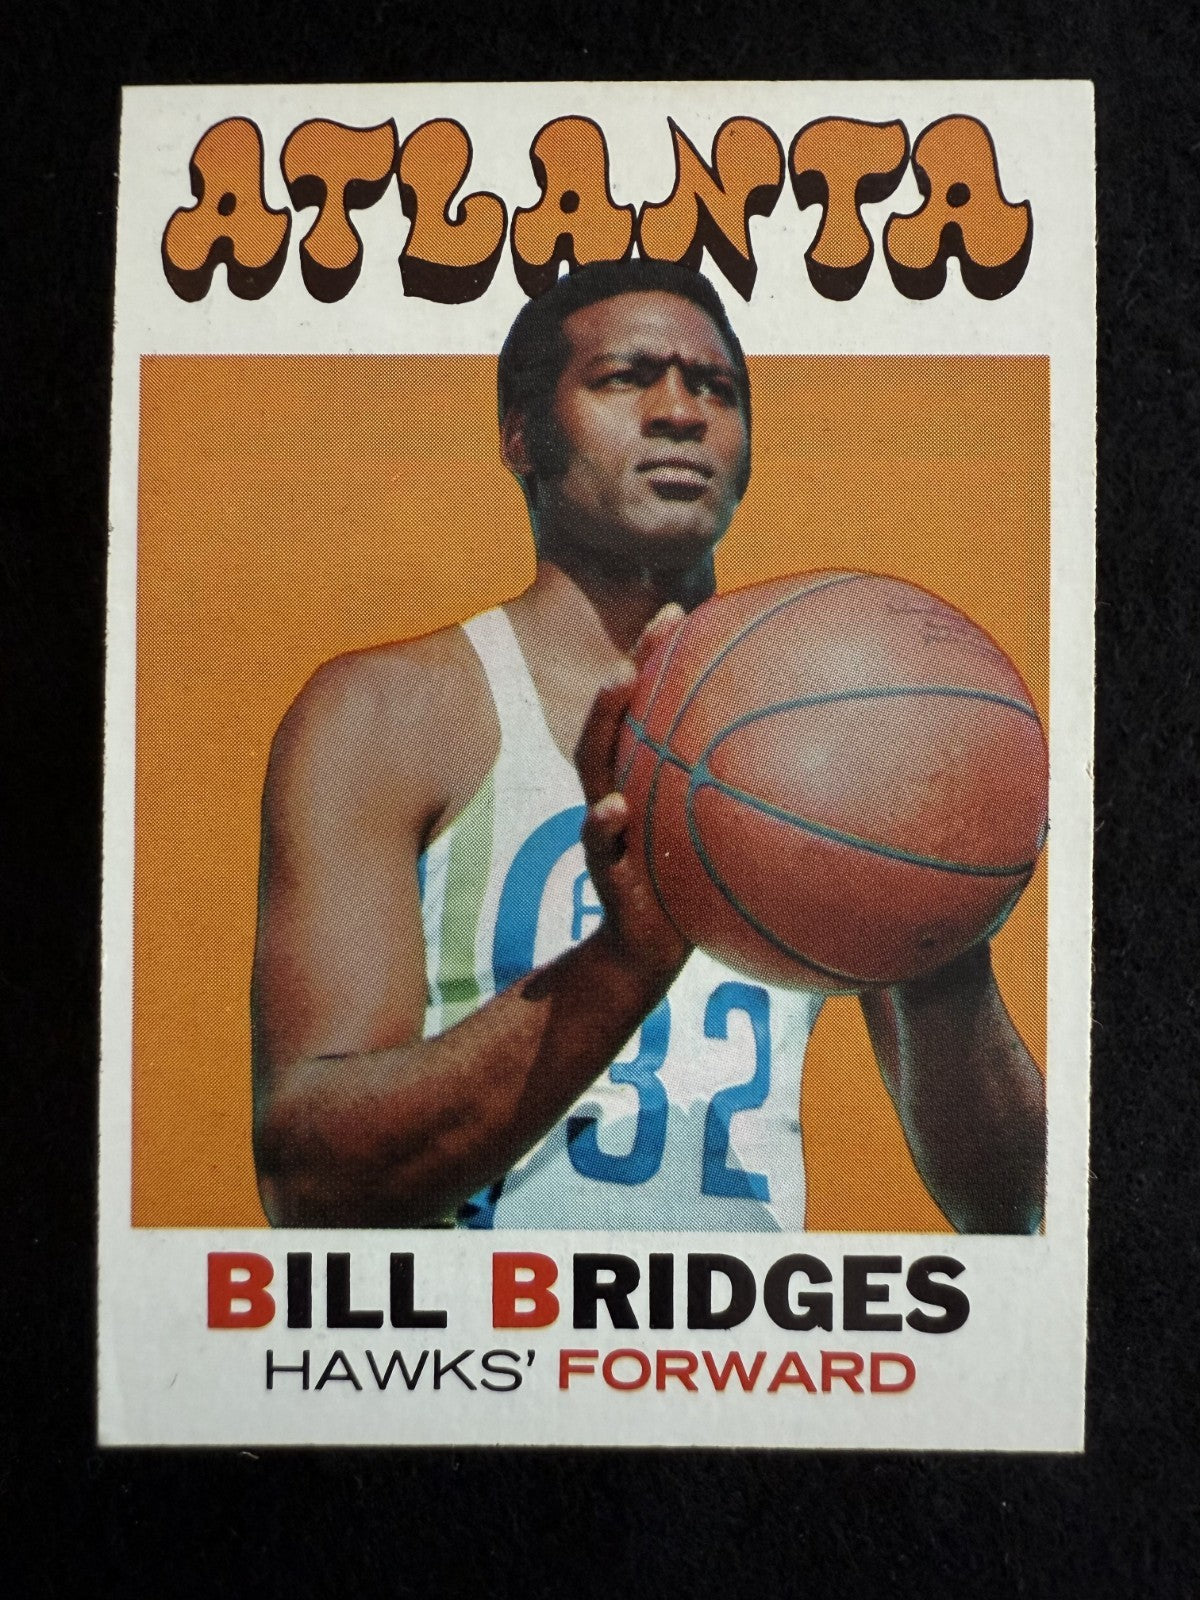 ATLANTA
32
BILL BRIDGES
HAWKS' FORWARD